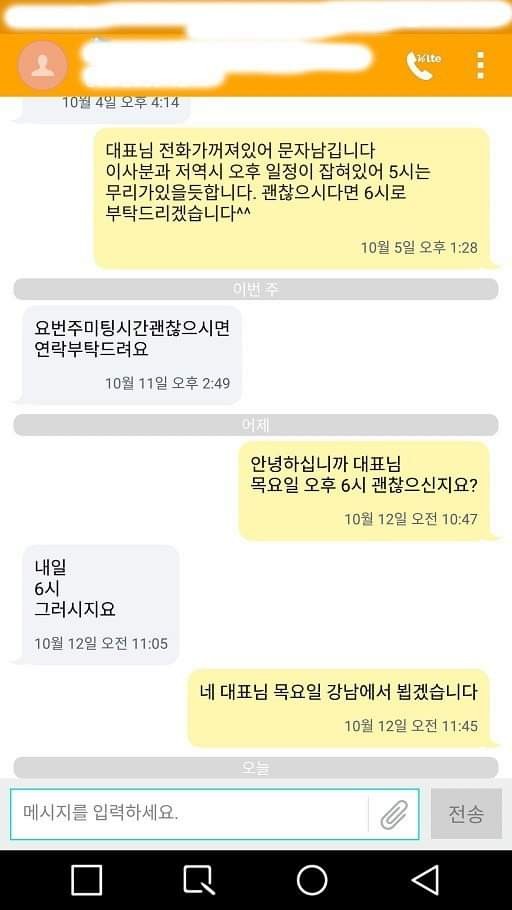 Vo lte
10월 4일 오후 4:14
대표님 전화가꺼져있어 문자남깁니다
이사분과 저역시 오후 일정이 잡혀있어 5시는
무리가있을듯합니다. 괜찮으시다면 6시로
부탁드리겠습니다^^
10월 5일 오후 1:28
이번 주
요번주미팅시간괜찮으시면
연락부탁드려요
10월 11일 오후 2:49
어제
안녕하십니까 대표님
목요일 오후 6시 괜찮으신지요?
10월 12일 오전 10:47
내일
6시
그러시지요
10월 12일 오전 11:05
네 대표님 목요일 강남에서 뵙겠습니다
10월 12일 오전 11:45
오늘
메시지를 입력하세요.
전송